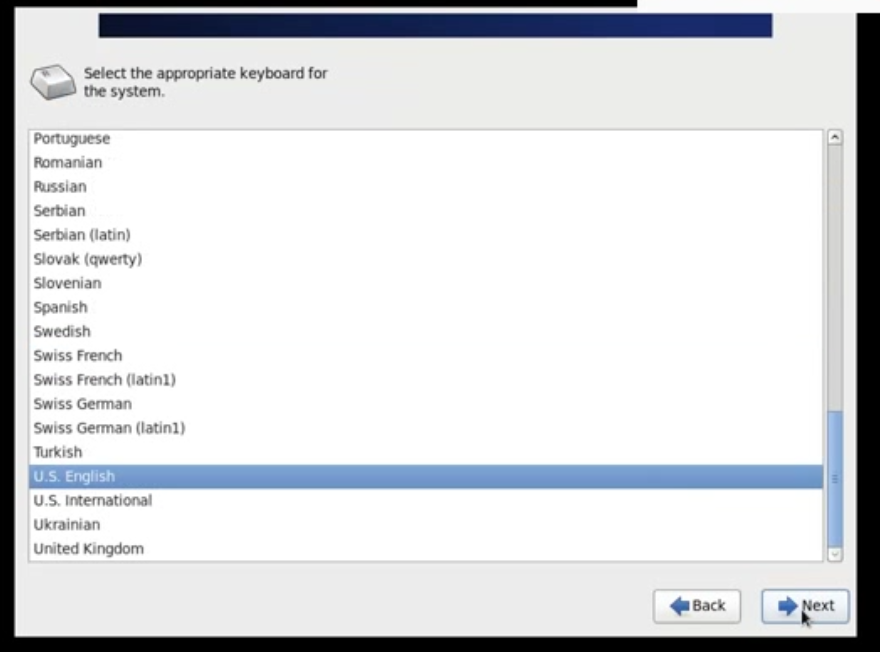 Select the appropriate keyboard for
the system.
Portuguese
Romanian
Russian
Serbian
Serbian (latin)
Slovak (qwerty)
Slovenian
Spanish
Swedish
Swiss French
Swiss French (latin1)
Swiss German
Swiss German (latin1)
Turkish
U.S. English
U.S. International
Ukrainian
United Kingdom
Back
Next